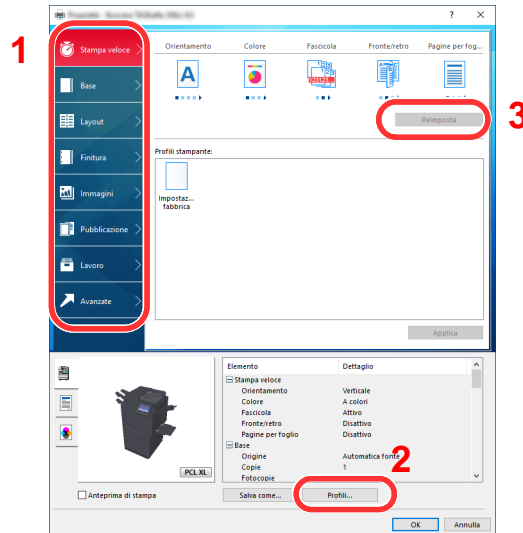 ?
×
1
Stampa veloce
Base
Layout
Finitura
Immagini
Pubblicazione
Lavoro
Avanzate
Orientamento Colore Fascicola Fronte/retro Pagine per fog...
A
123123
Reimposta
3
Profili stampante:
Impostaz...
fabbrica
Applica
Elemento Dettaglio
Stampa veloce
Orientamento Verticale
Colore A colori
Fascicola Attivo
Fronte/retro Disattivo
Pagine per foglio Disattivo
Base
Origine Automatica fonte
Copie 1
Fotocopie
2
PCL XL
Anteprima di stampa
Salva come... Profili...
OK Annulla